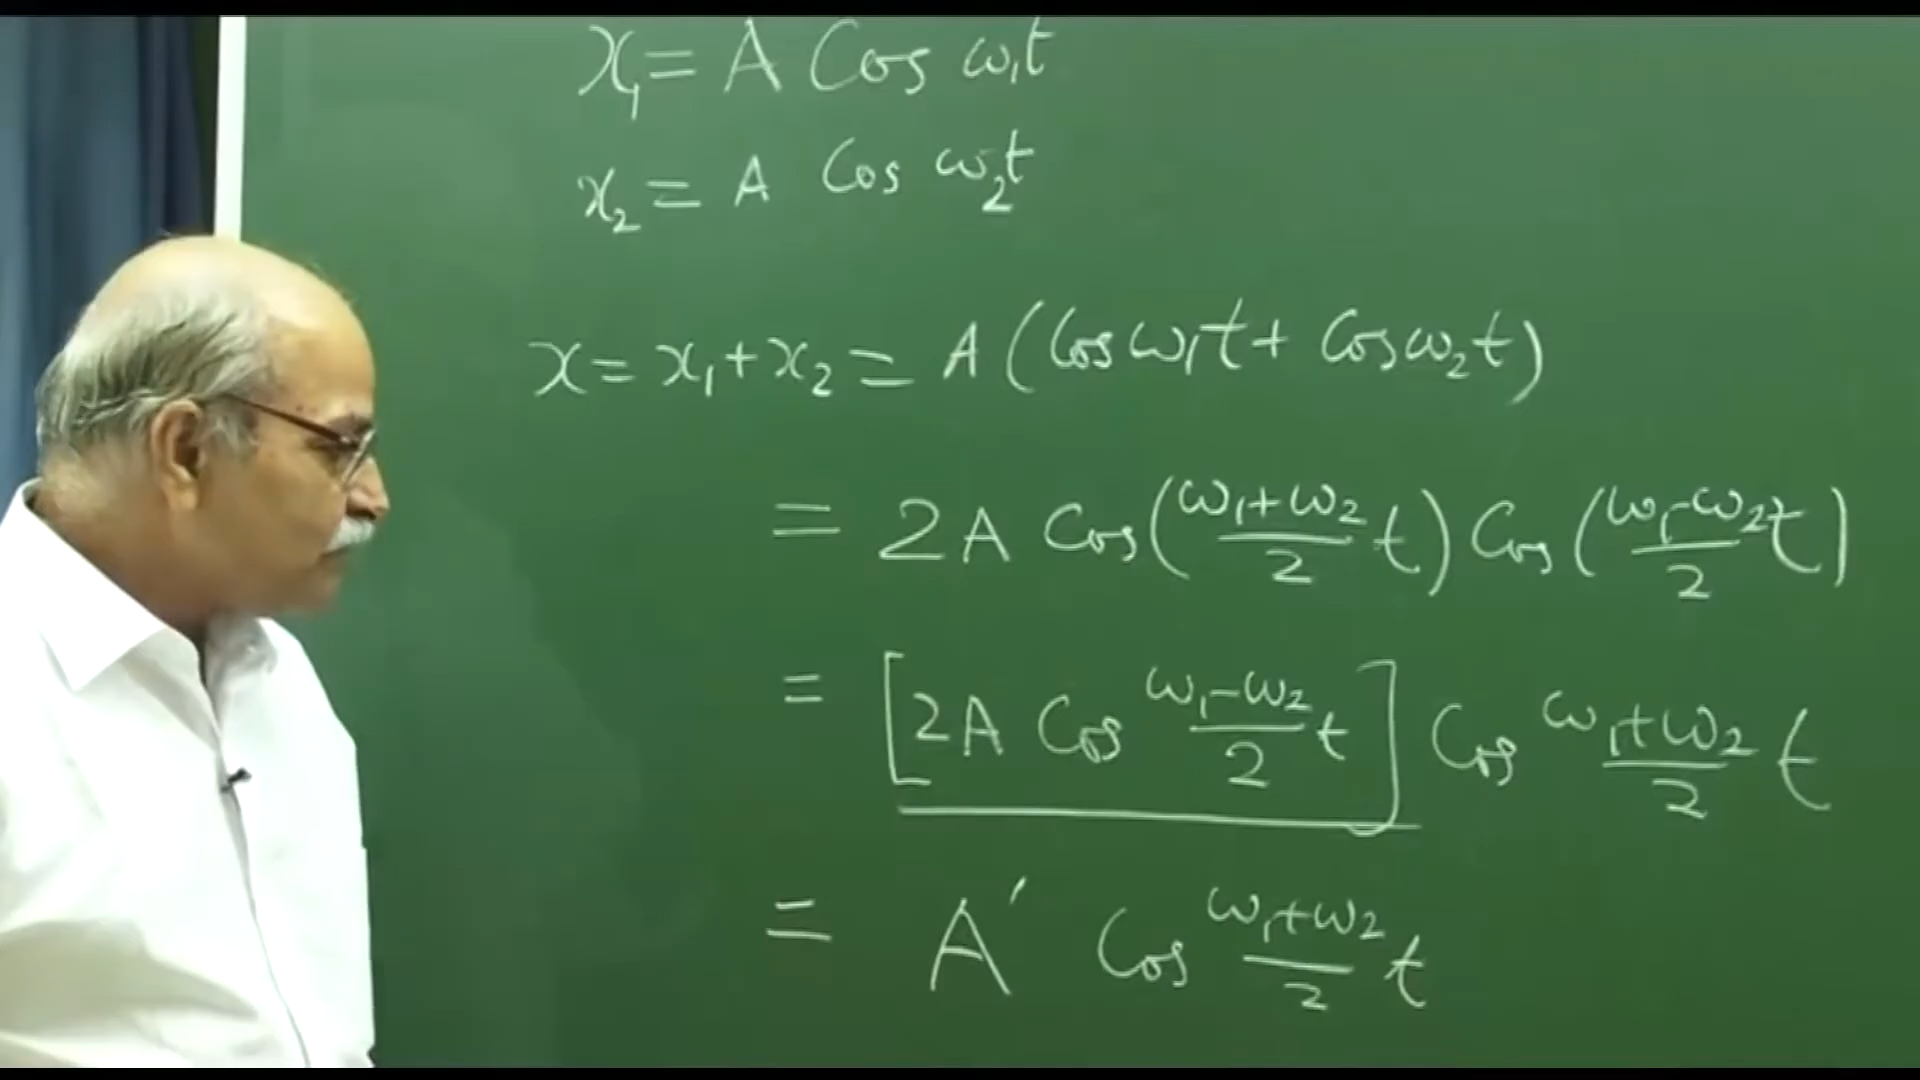 x₁ = A Cos ω₁t
x₂ = A Cos ω₂t
x = x₁ + x₂ = A (Cos ω₁t + Cos ω₂t)
= 2A Cos ((ω₁+ω₂)/2 t) Cos ((ω₁-ω₂)/2 t)
= [2A Cos (ω₁-ω₂)/2 t] Cos (ω₁+ω₂)/2 t
= A′ Cos (ω₁+ω₂)/2 t